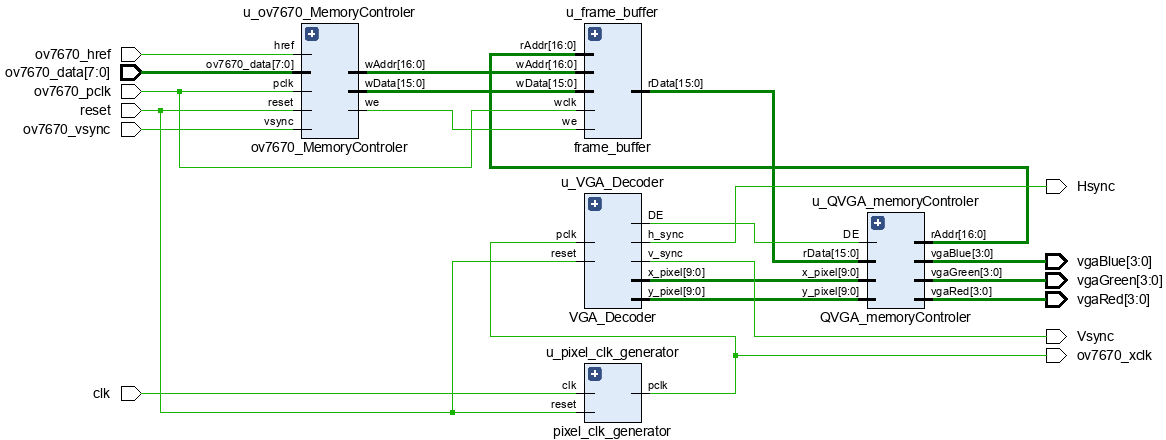 u_ov7670_MemoryControler
ov7670_href
ov7670_data[7:0]
ov7670_pclk
reset
ov7670_vsync
href
ov7670_data[7:0]
pclk
reset
vsync
wAddr[16:0]
wData[15:0]
we
ov7670_MemoryControler
u_frame_buffer
rAddr[16:0]
wAddr[16:0]
wData[15:0]
wclk
we
rData[15:0]
frame_buffer
u_VGA_Decoder
pclk
reset
DE
h_sync
v_sync
x_pixel[9:0]
y_pixel[9:0]
VGA_Decoder
u_QVGA_memoryControler
DE
rData[15:0]
x_pixel[9:0]
y_pixel[9:0]
rAddr[16:0]
vgaBlue[3:0]
vgaGreen[3:0]
vgaRed[3:0]
QVGA_memoryControler
Hsync
vgaBlue[3:0]
vgaGreen[3:0]
vgaRed[3:0]
Vsync
ov7670_xclk
u_pixel_clk_generator
clk
clk
reset
pclk
pixel_clk_generator